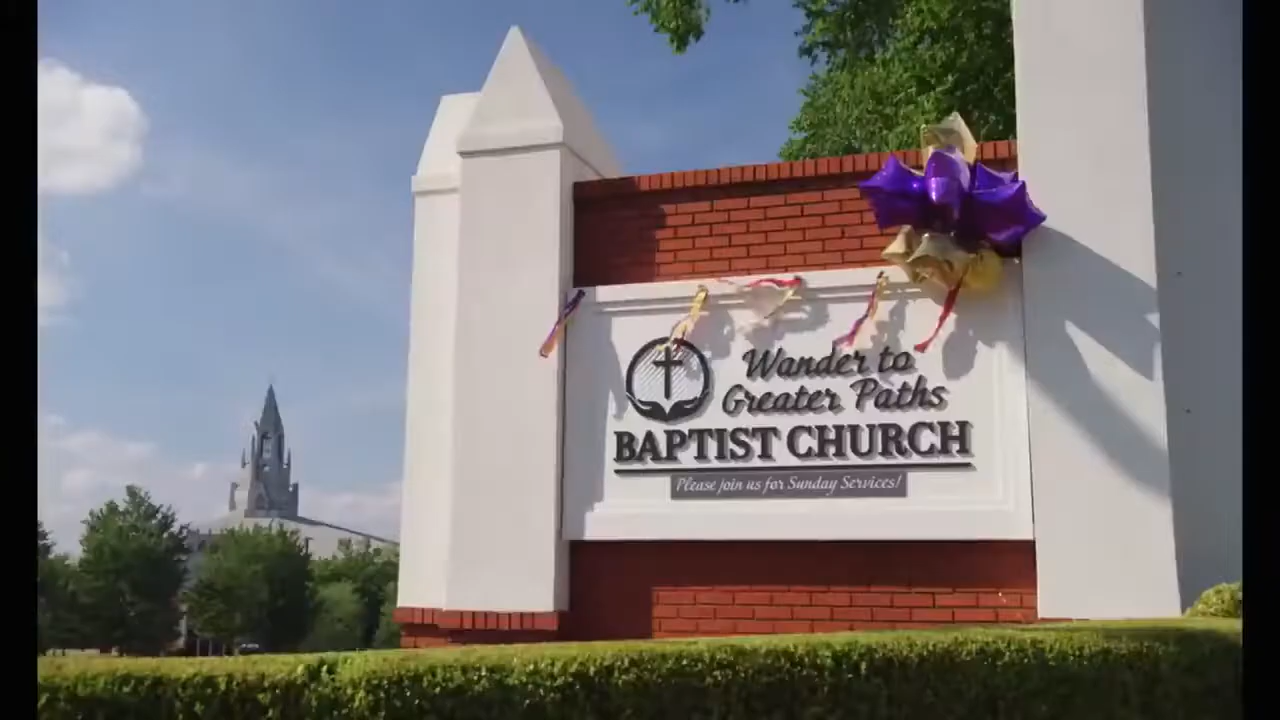 Wander to
Greater Paths
BAPTIST CHURCH
Please join us for Sunday Services!